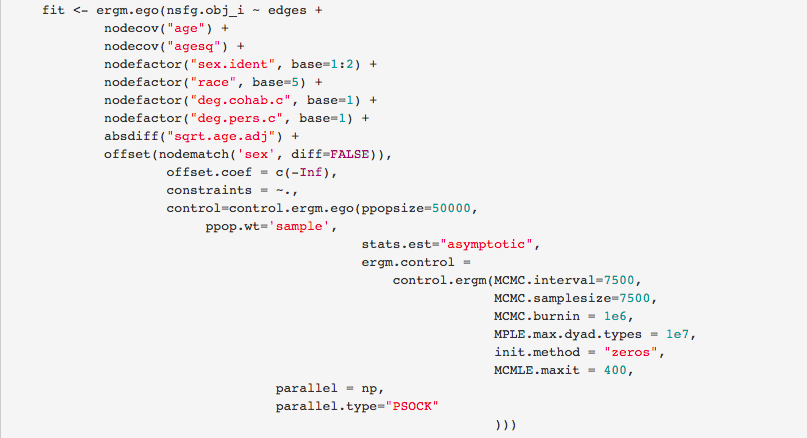 fit <- ergm.ego(nsfg.obj_i ~ edges +
nodecov("age") +
nodecov("agesq") +
nodefactor("sex.ident", base=1:2) +
nodefactor("race", base=5) +
nodefactor("deg.cohab.c", base=1) +
nodefactor("deg.pers.c", base=1) +
absdiff("sqrt.age.adj") +
offset(nodematch('sex', diff=FALSE)),
offset.coef = c(-Inf),
constraints = ~.,
control=control.ergm.ego(ppopsize=50000,
ppop.wt='sample',
stats.est="asymptotic",
ergm.control =
control.ergm(MCMC.interval=7500,
MCMC.samplesize=7500,
MCMC.burnin = 1e6,
MPLE.max.dyad.types = 1e7,
init.method = "zeros",
MCMLE.maxit = 400,
parallel = np,
parallel.type="PSOCK"
)))